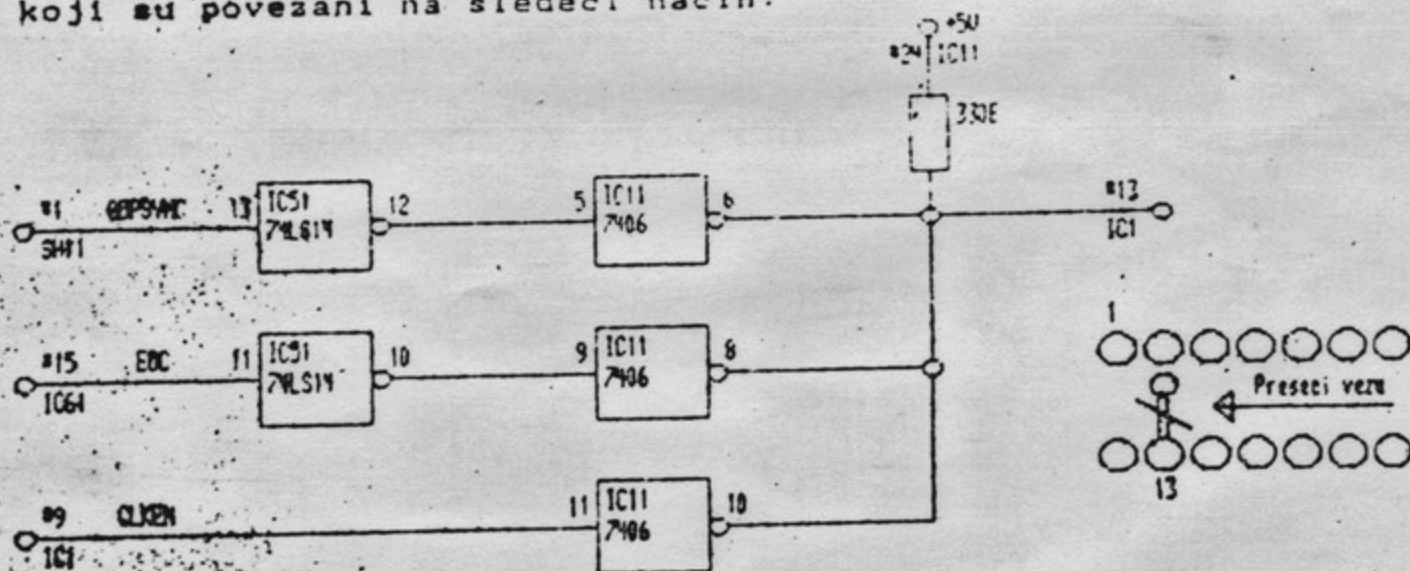 koji su povezani na sledeći način:
+5V
#24 IC11
330E
#1 13 IC51 12 5 IC11 6 #13
74LS14 7406 IC1
1
#15 EOC 11 IC51 10 9 IC11 8
IC61 74LS14 7406
Preseci vezu
13
#9 CLKEN 11 IC11 10
IC1 7406